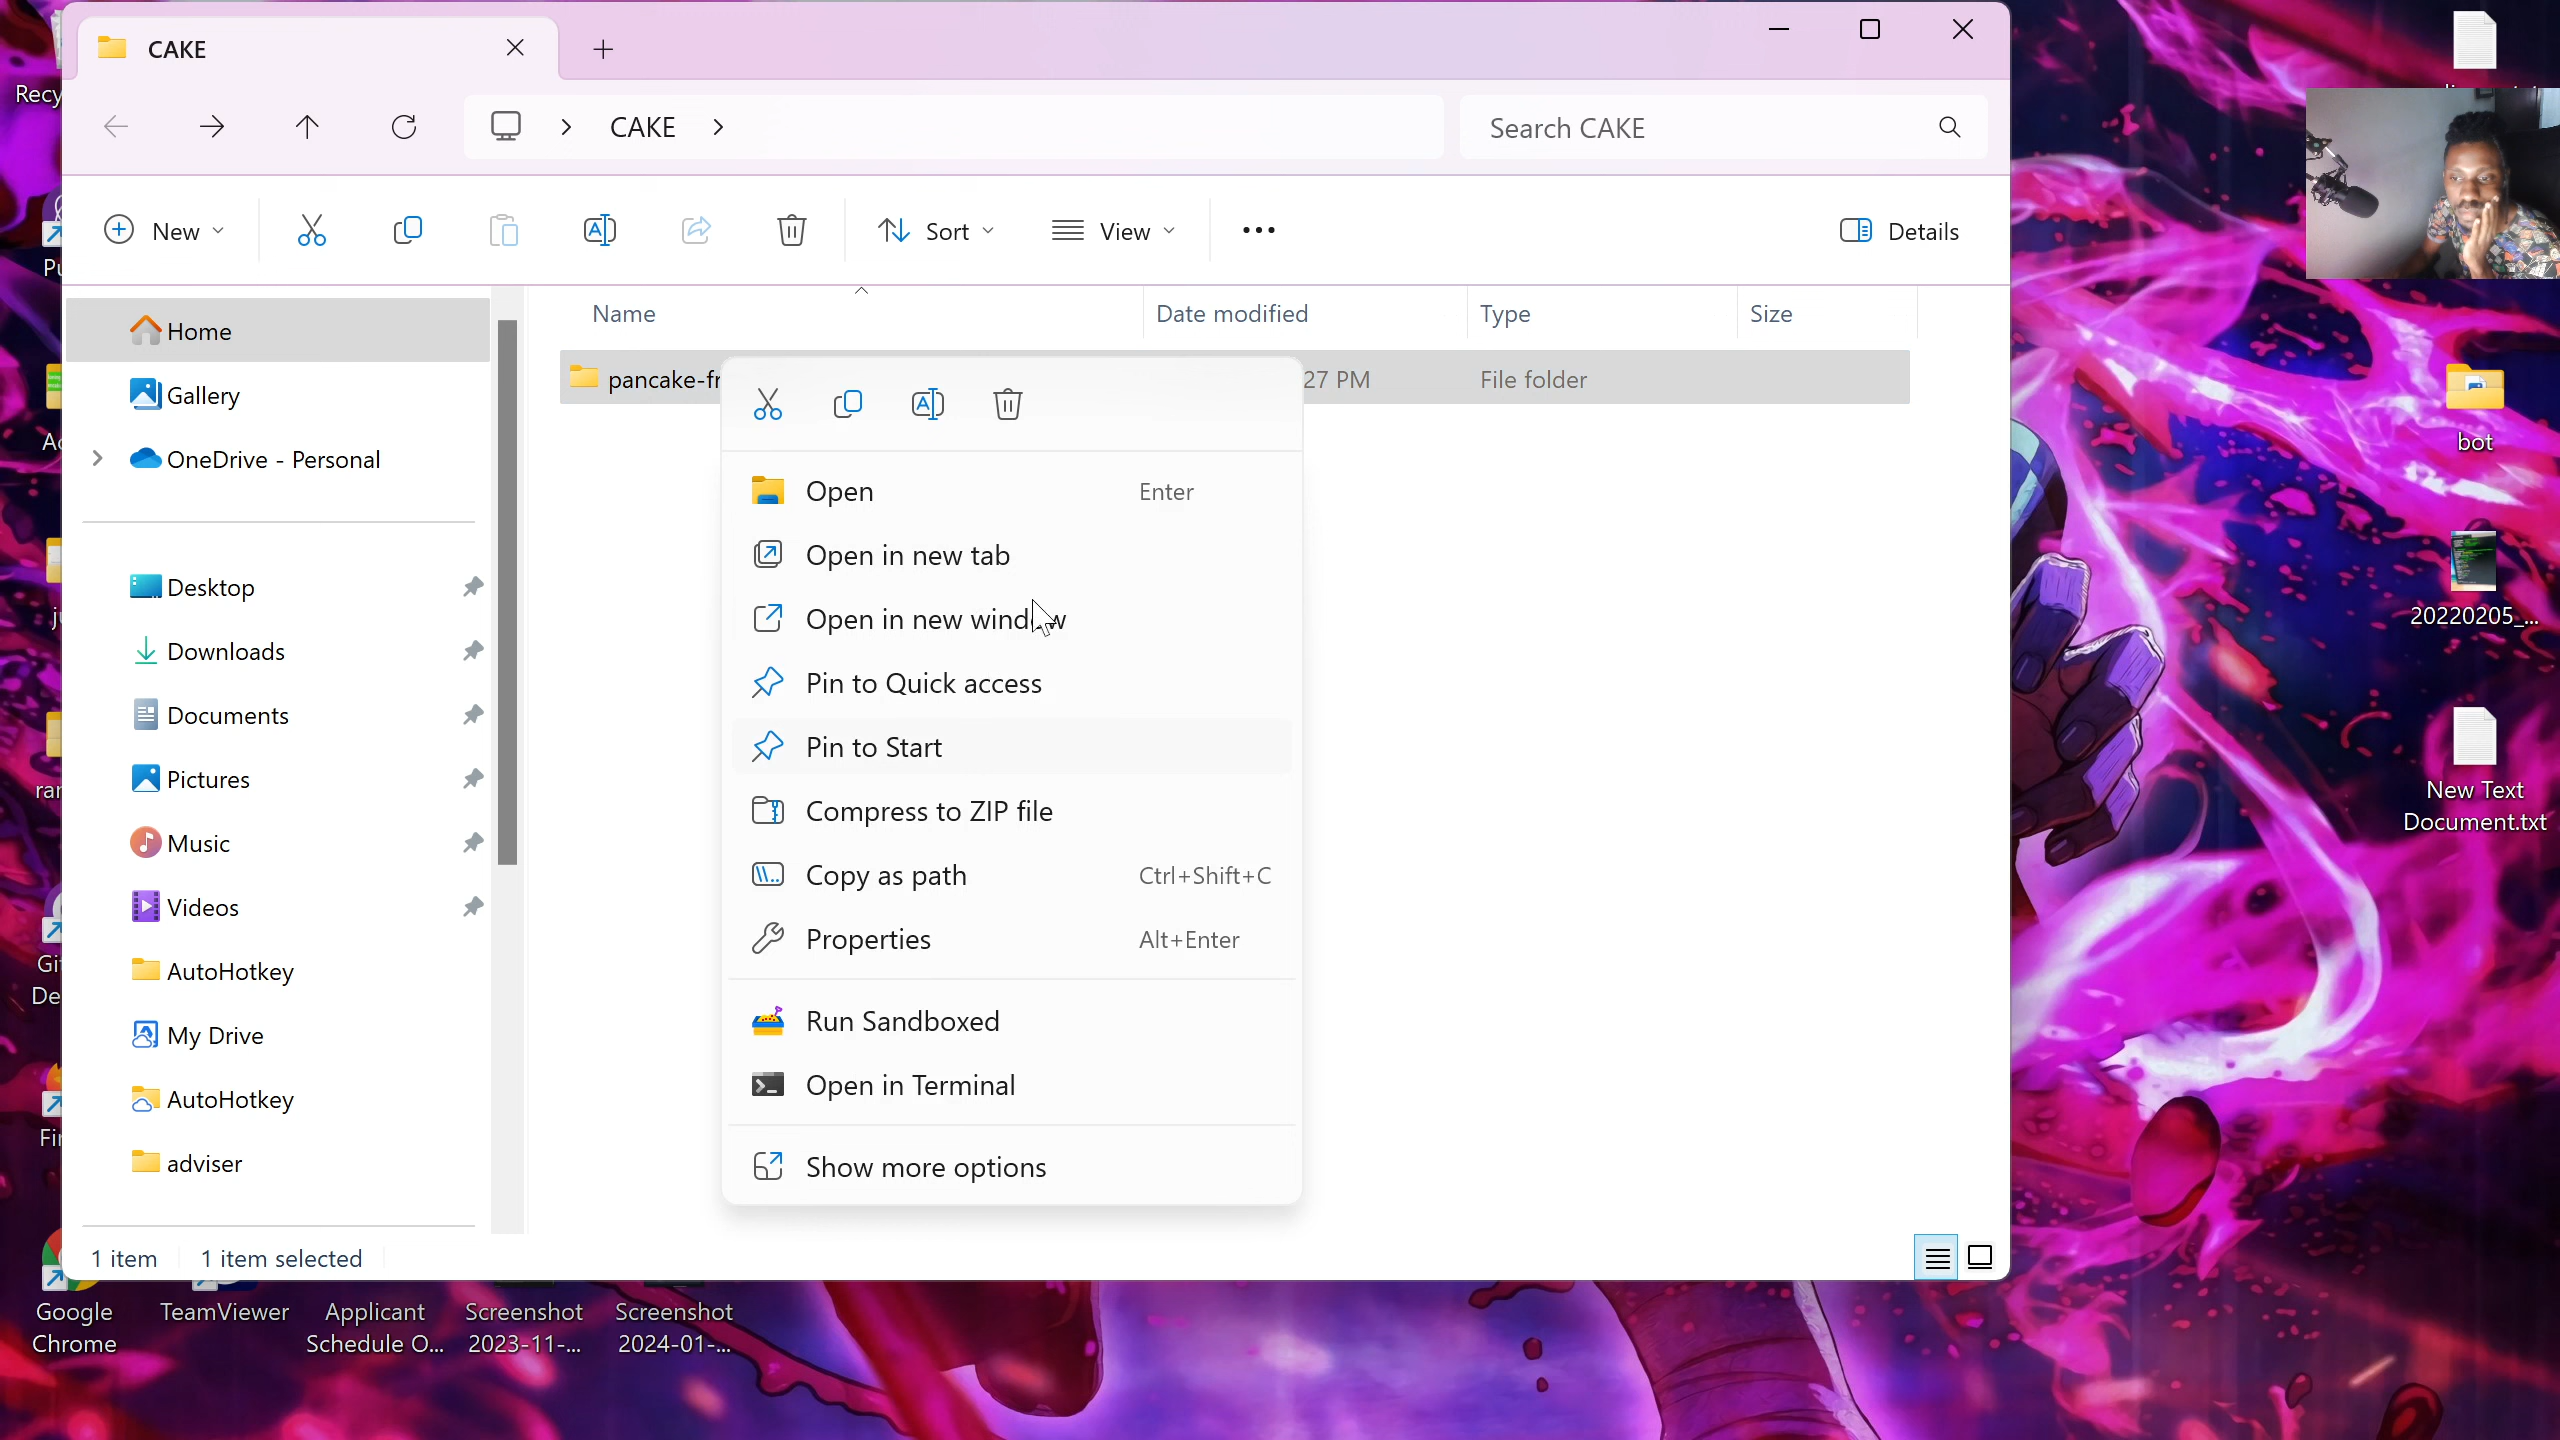 CAKE
CAKE
Search CAKE
New
Sort
View
Details
Home
Gallery
OneDrive - Personal
Desktop
Downloads
Documents
Pictures
Music
Videos
AutoHotkey
My Drive
AutoHotkey
adviser
Name
Date modified
Type
Size
pancake-fr
27 PM
File folder
Open Enter
Open in new tab
Open in new window
Pin to Quick access
Pin to Start
Compress to ZIP file
Copy as path Ctrl+Shift+C
Properties Alt+Enter
Run Sandboxed
Open in Terminal
Show more options
1 item
1 item selected
Recy
Google
Chrome
TeamViewer
Applicant
Schedule O...
Screenshot
2023-11-...
Screenshot
2024-01-...
bot
20220205_...
New Text
Document.txt